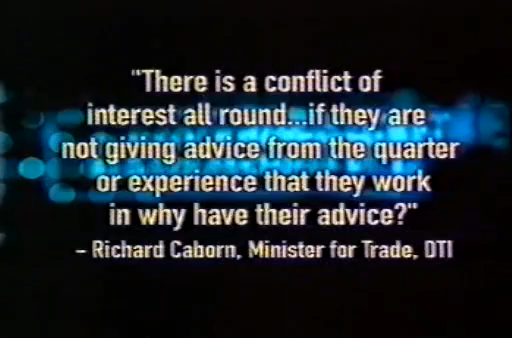 "There is a conflict of
interest all round...if they are
not giving advice from the quarter
or experience that they work
in why have their advice?"
– Richard Caborn, Minister for Trade, DTI